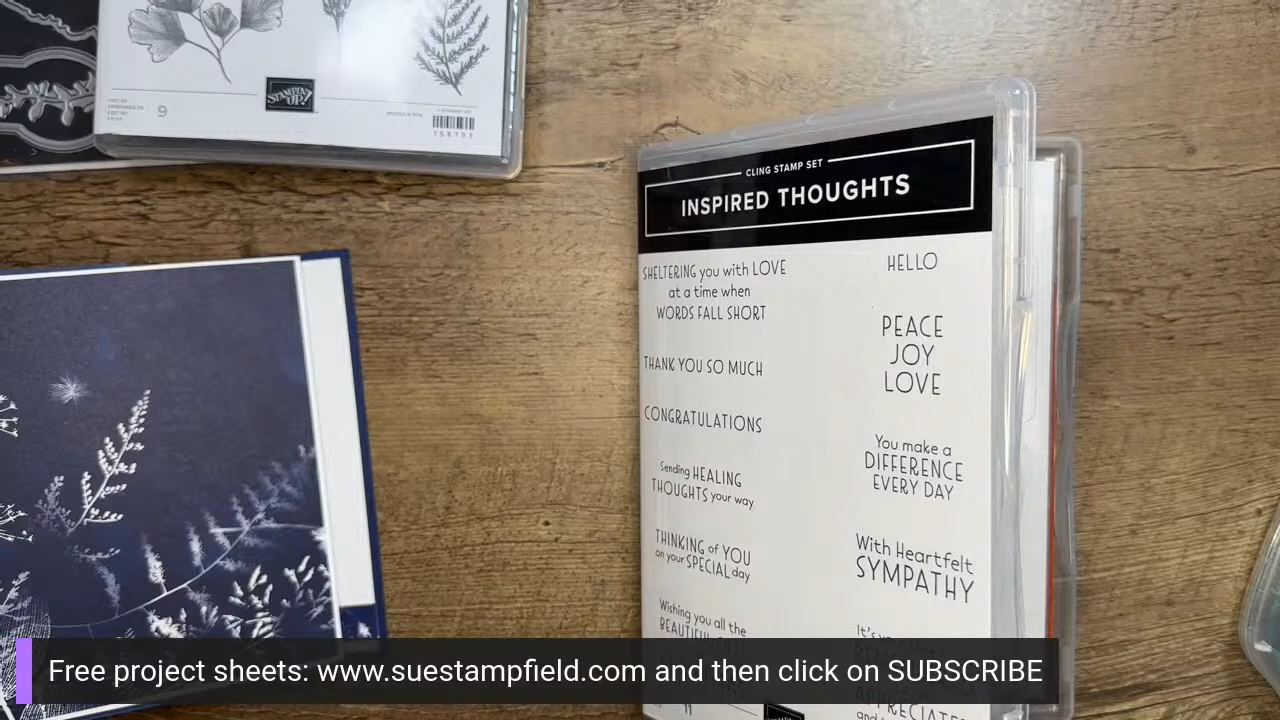 STAMPIN' UP!
9
158793
CLING STAMP SET
INSPIRED THOUGHTS
SHELTERING you with LOVE
at a time when
WORDS FALL SHORT
THANK YOU SO MUCH
CONGRATULATIONS
Sending HEALING
THOUGHTS your way
THINKING of YOU
on your SPECIAL day
Wishing you all the
HELLO
PEACE
JOY
LOVE
You make a
DIFFERENCE
EVERY DAY
With Heartfelt
SYMPATHY
11
Free project sheets: www.suestampfield.com and then click on SUBSCRIBE